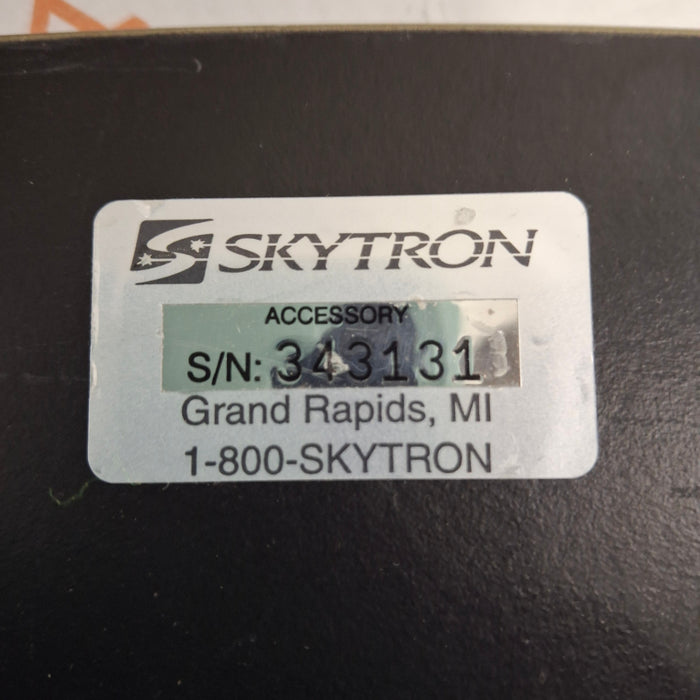 SKYTRON
ACCESSORY
S/N: 343131
Grand Rapids, MI
1-800-SKYTRON